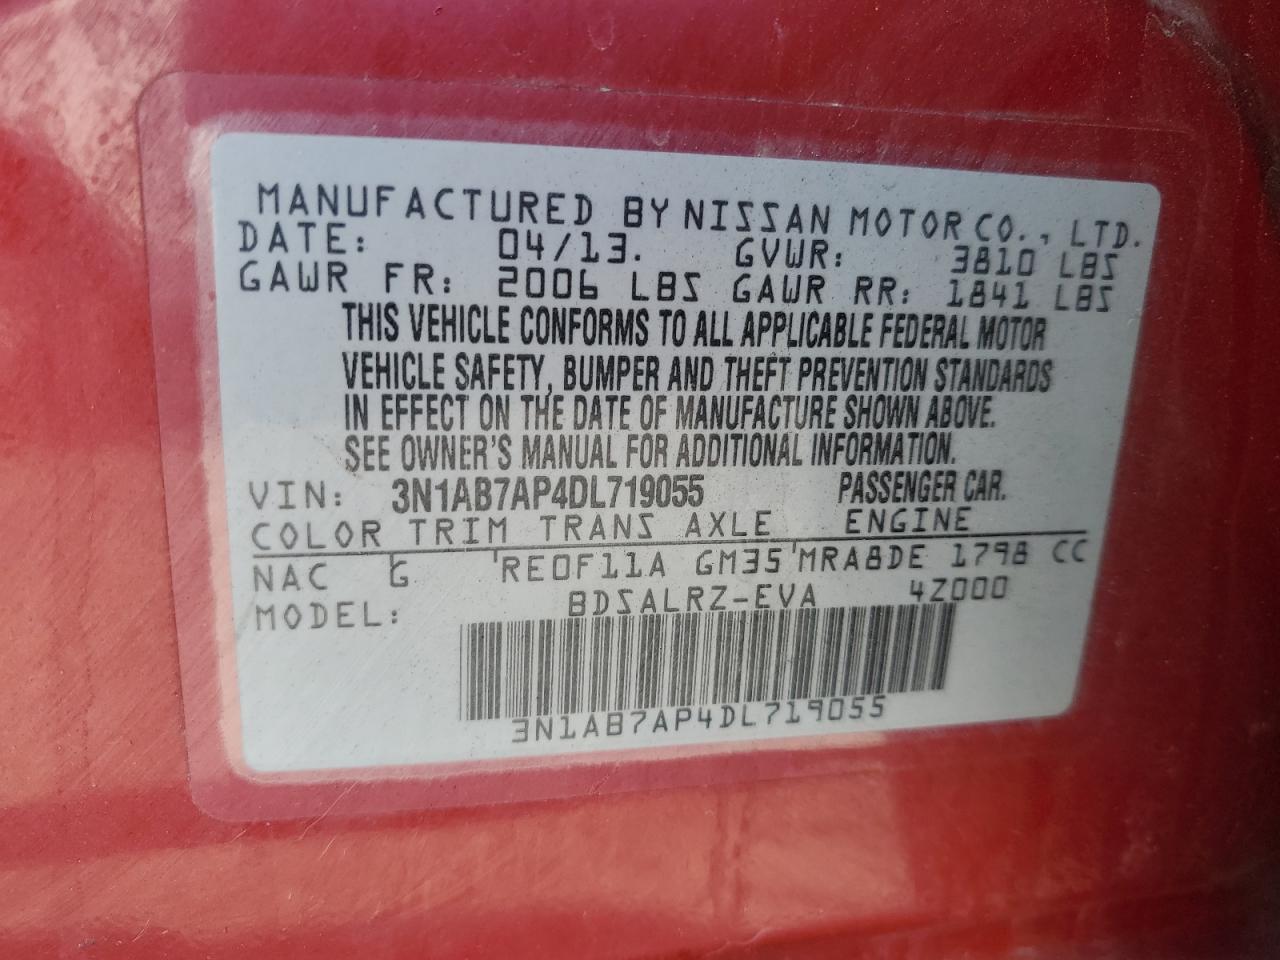 MANUFACTURED BY NISSAN MOTOR CO., LTD.
DATE: 04/13. GVWR: 3810 LBS
GAWR FR: 2006 LBS GAWR RR: 1841 LBS
THIS VEHICLE CONFORMS TO ALL APPLICABLE FEDERAL MOTOR
VEHICLE SAFETY, BUMPER AND THEFT PREVENTION STANDARDS
IN EFFECT ON THE DATE OF MANUFACTURE SHOWN ABOVE.
SEE OWNER'S MANUAL FOR ADDITIONAL INFORMATION.
VIN: 3N1AB7AP4DL719055 PASSENGER CAR.
COLOR TRIM TRANS AXLE ENGINE
NAC G RE0F11A GM35 MRA8DE 1798 CC
MODEL: BDSALRZ-EVA 4Z000
3N1AB7AP4DL719055